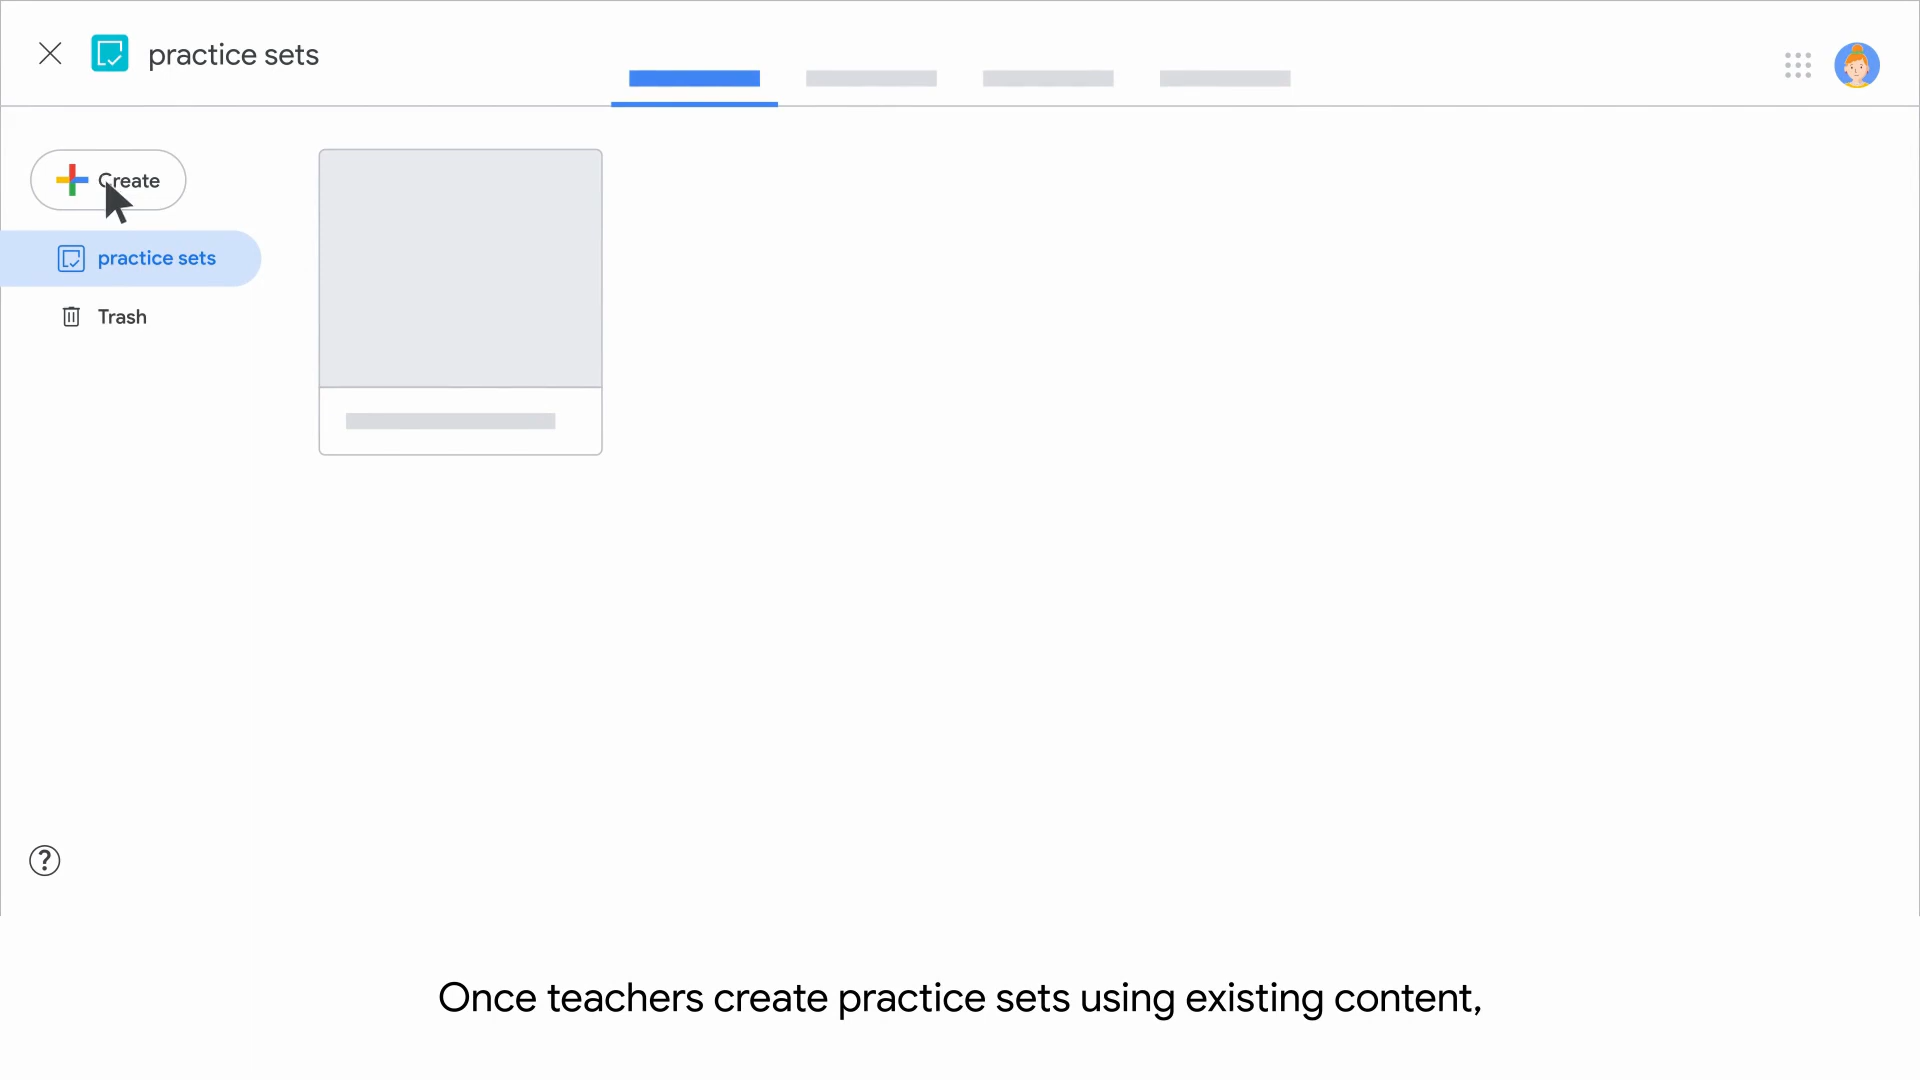 practice sets
Create
practice sets
Trash
Once teachers create practice sets using existing content,